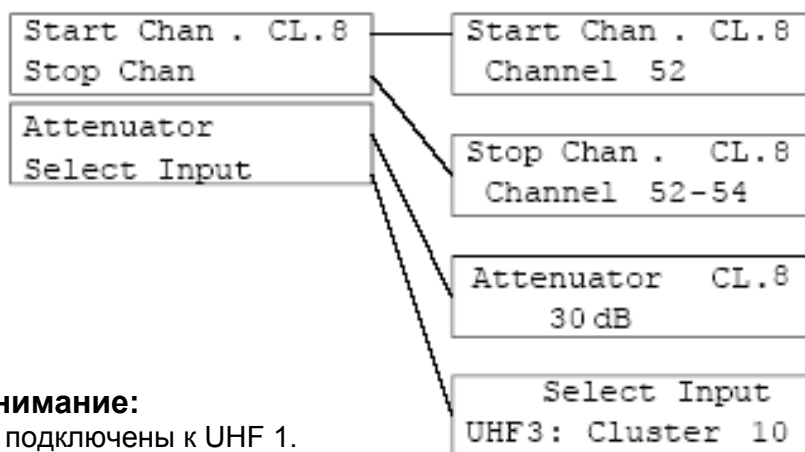 Start Chan . CL.8
Stop Chan
Attenuator
Select Input
Start Chan . CL.8
Channel 52
Stop Chan . CL.8
Channel 52-54
Attenuator CL.8
30 dB
Select Input
UHF3: Cluster 10
нимание:
подключены к UHF 1.